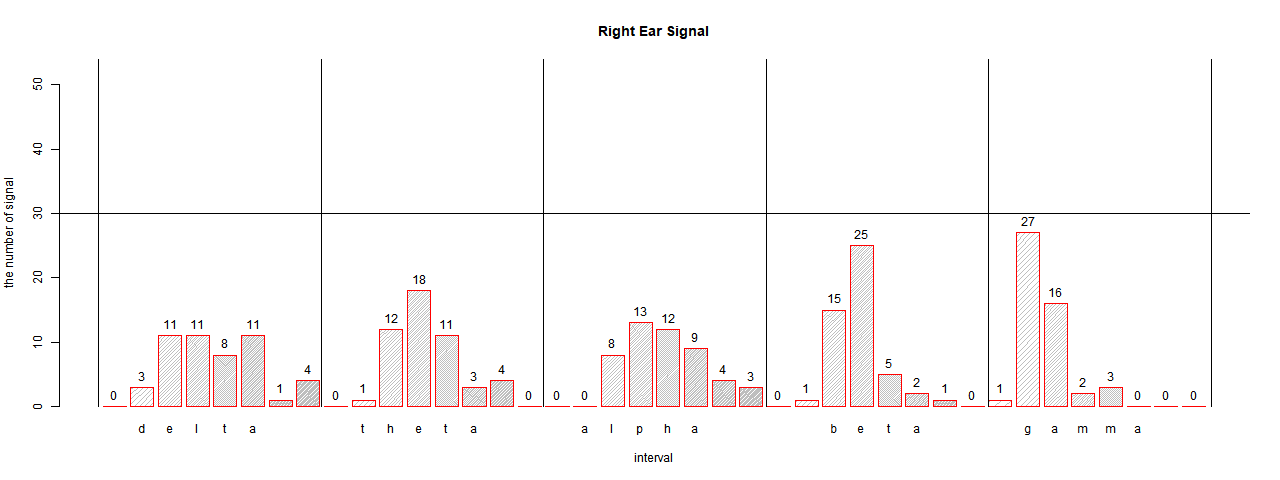 Right Ear Signal
the number of signal
50
40
30
20
10
0
0 3 11 11 8 11 1 4 0 1 12 18 11 3 4 0 0 0 8 13 12 9 4 3 0 1 15 25 5 2 1 0 1 27 16 2 3 0 0 0
d e l t a t h e t a a l p h a b e t a g a m m a
interval